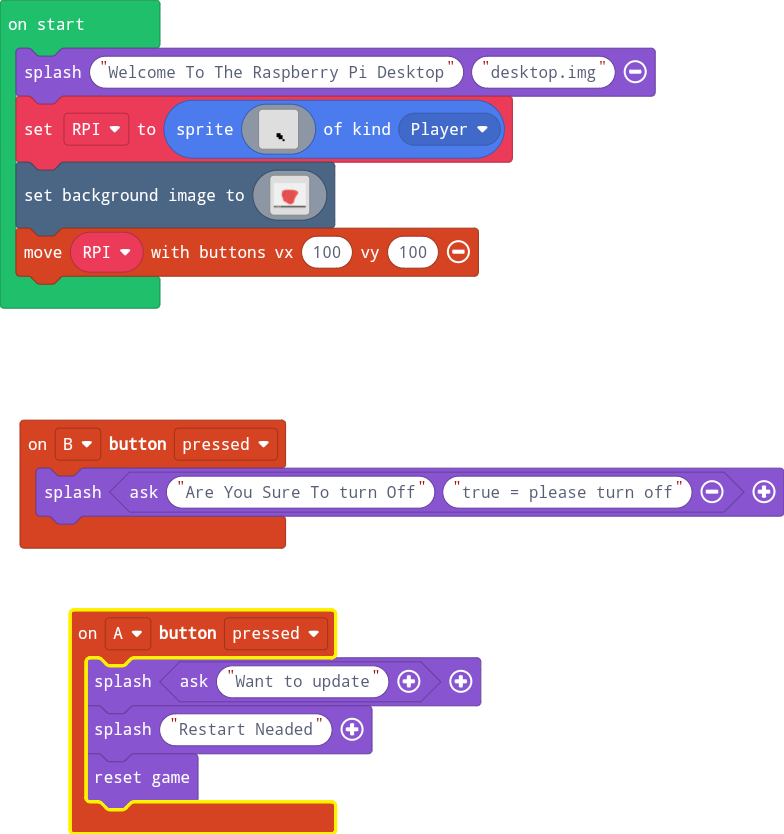 on start
splash "Welcome To The Raspberry Pi Desktop" "desktop.img"
set RPI to sprite of kind Player
set background image to
move RPI with buttons vx 100 vy 100
on B button pressed
splash ask "Are You Sure To turn Off" "true = please turn off"
on A button pressed
splash ask "Want to update"
splash "Restart Neaded"
reset game